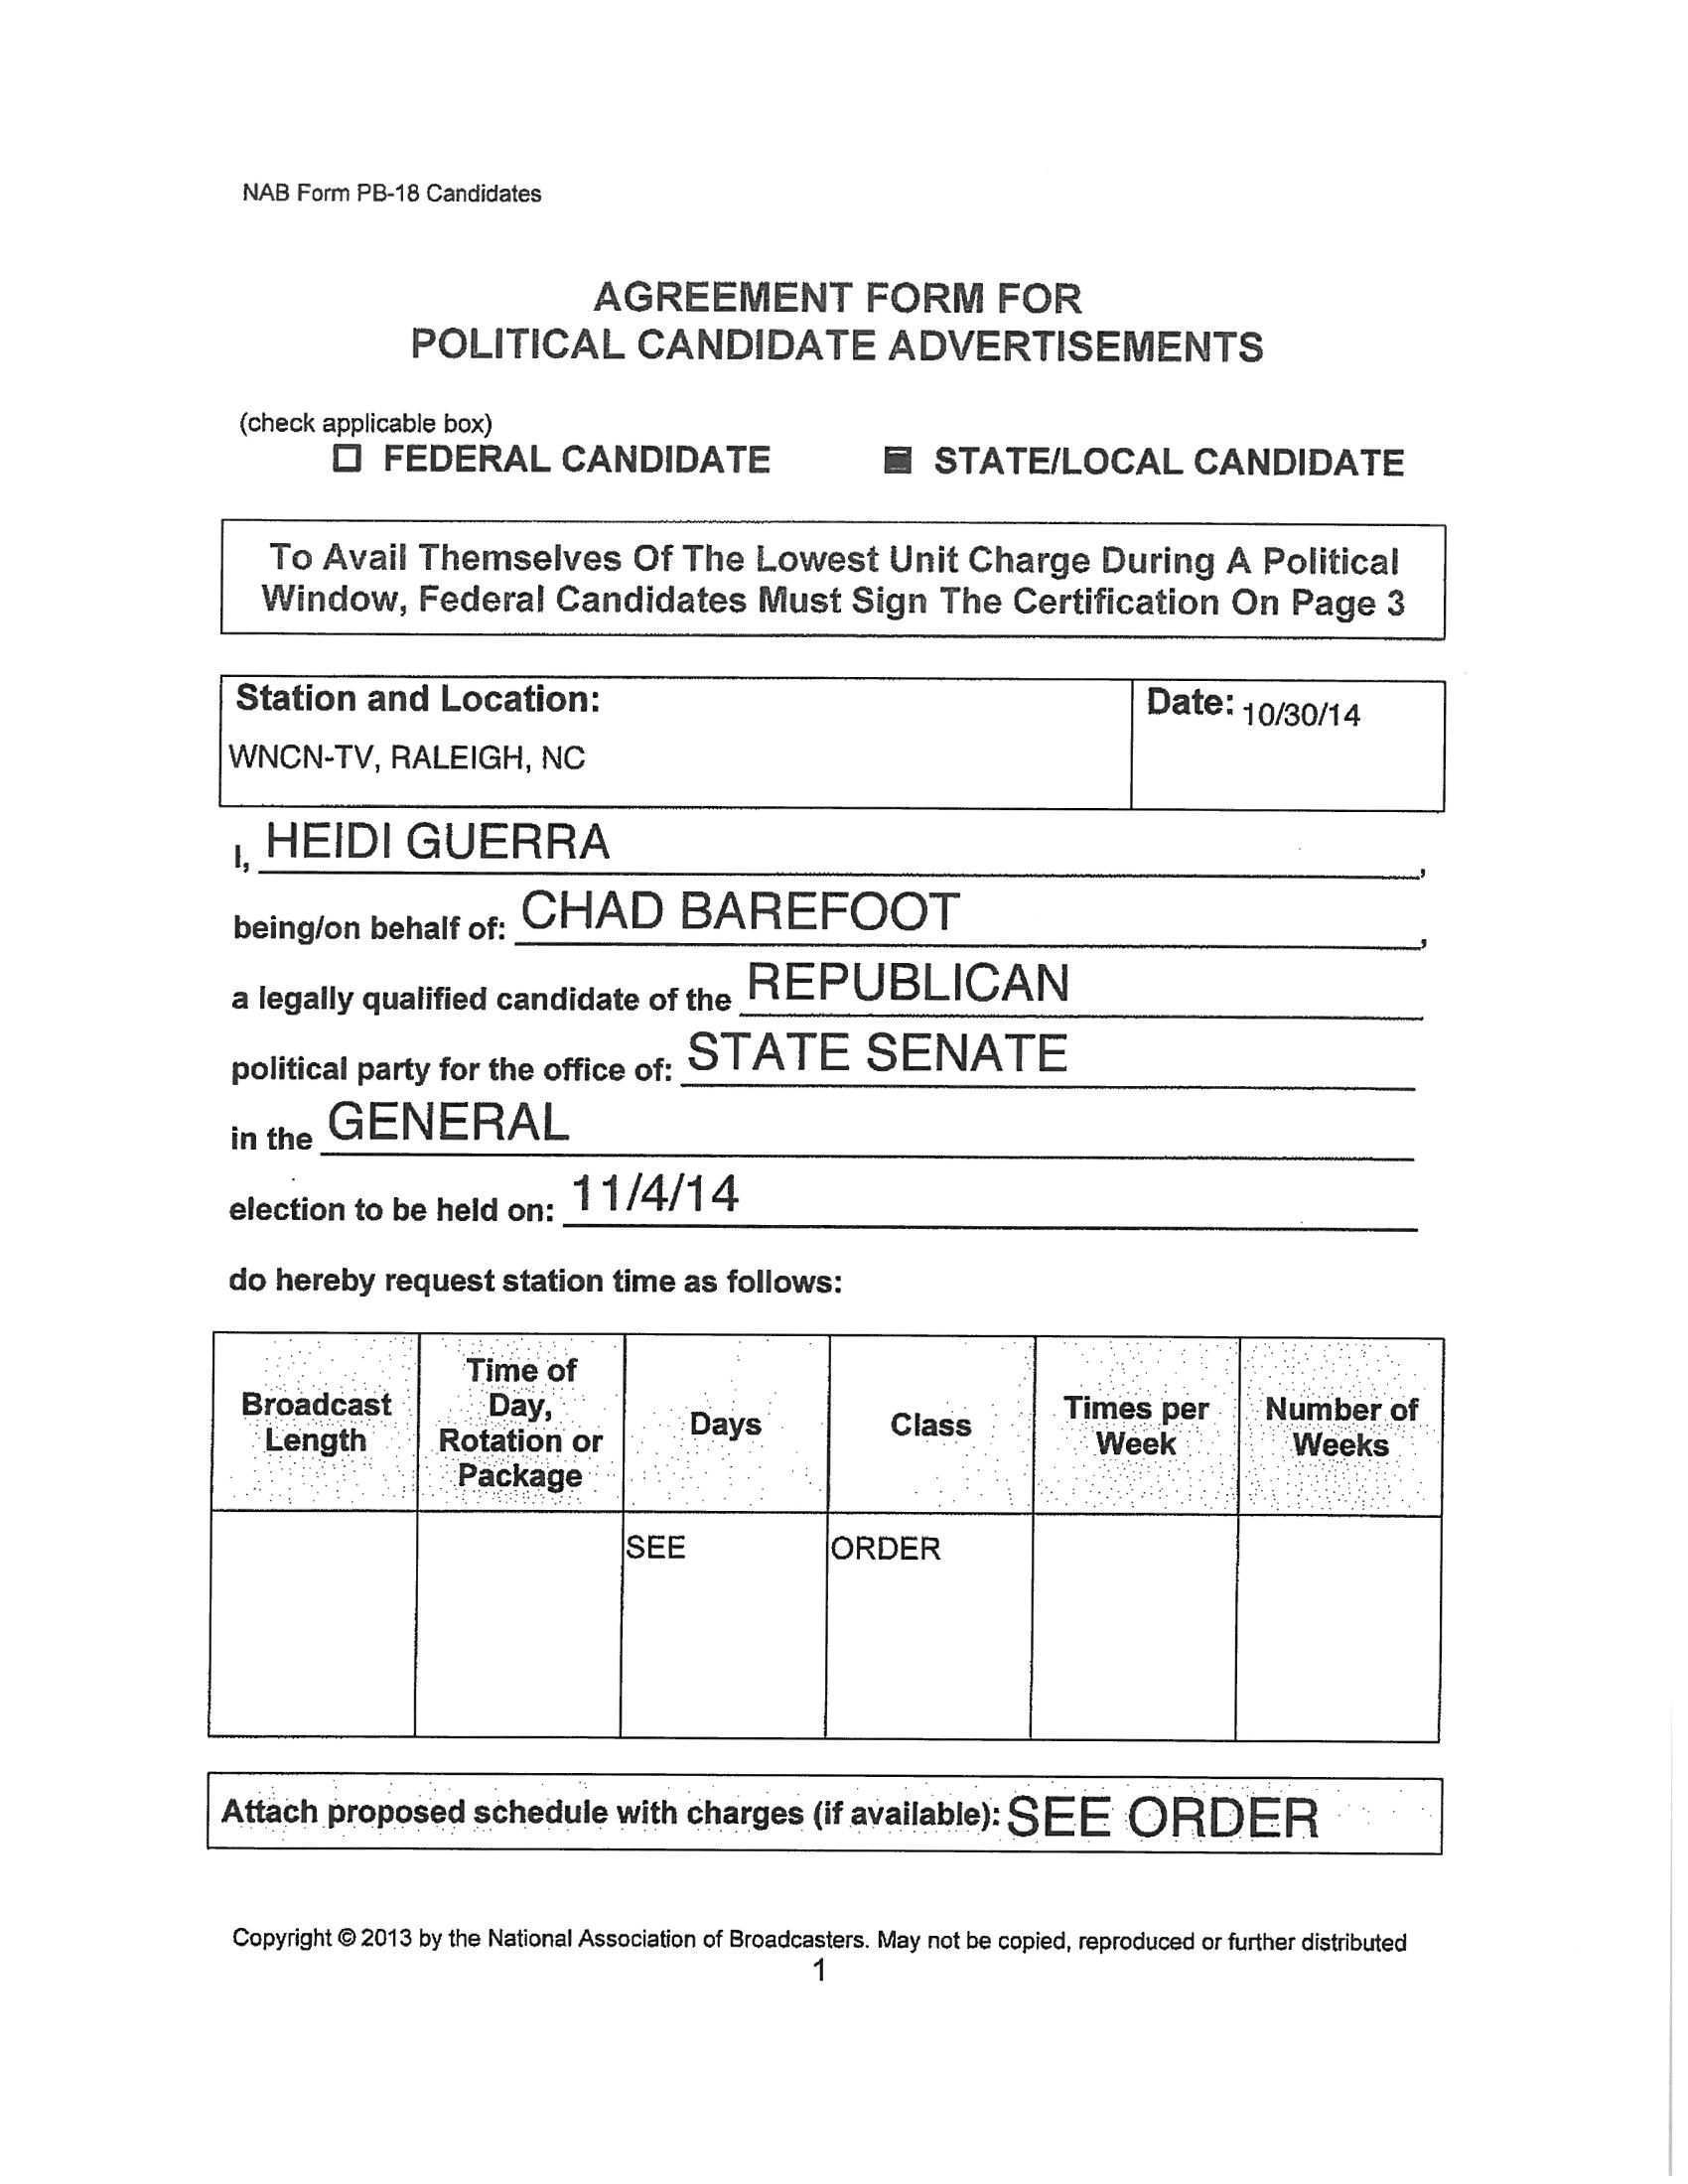 NAB Form PB-18 Candidates
AGREEMENT FORM FOR
POLITICAL CANDIDATE ADVERTISEMENTS
(check applicable box)
☐ FEDERAL CANDIDATE ■ STATE/LOCAL CANDIDATE
To Avail Themselves Of The Lowest Unit Charge During A Political
Window, Federal Candidates Must Sign The Certification On Page 3
Station and Location: Date: 10/30/14
WNCN-TV, RALEIGH, NC
I, HEIDI GUERRA,
being/on behalf of: CHAD BAREFOOT,
a legally qualified candidate of the REPUBLICAN
political party for the office of: STATE SENATE
in the GENERAL
election to be held on: 11/4/14
do hereby request station time as follows:
Broadcast Length
Time of Day, Rotation or Package
Days
Class
Times per Week
Number of Weeks
SEE ORDER
Attach proposed schedule with charges (if available): SEE ORDER
Copyright © 2013 by the National Association of Broadcasters. May not be copied, reproduced or further distributed
1